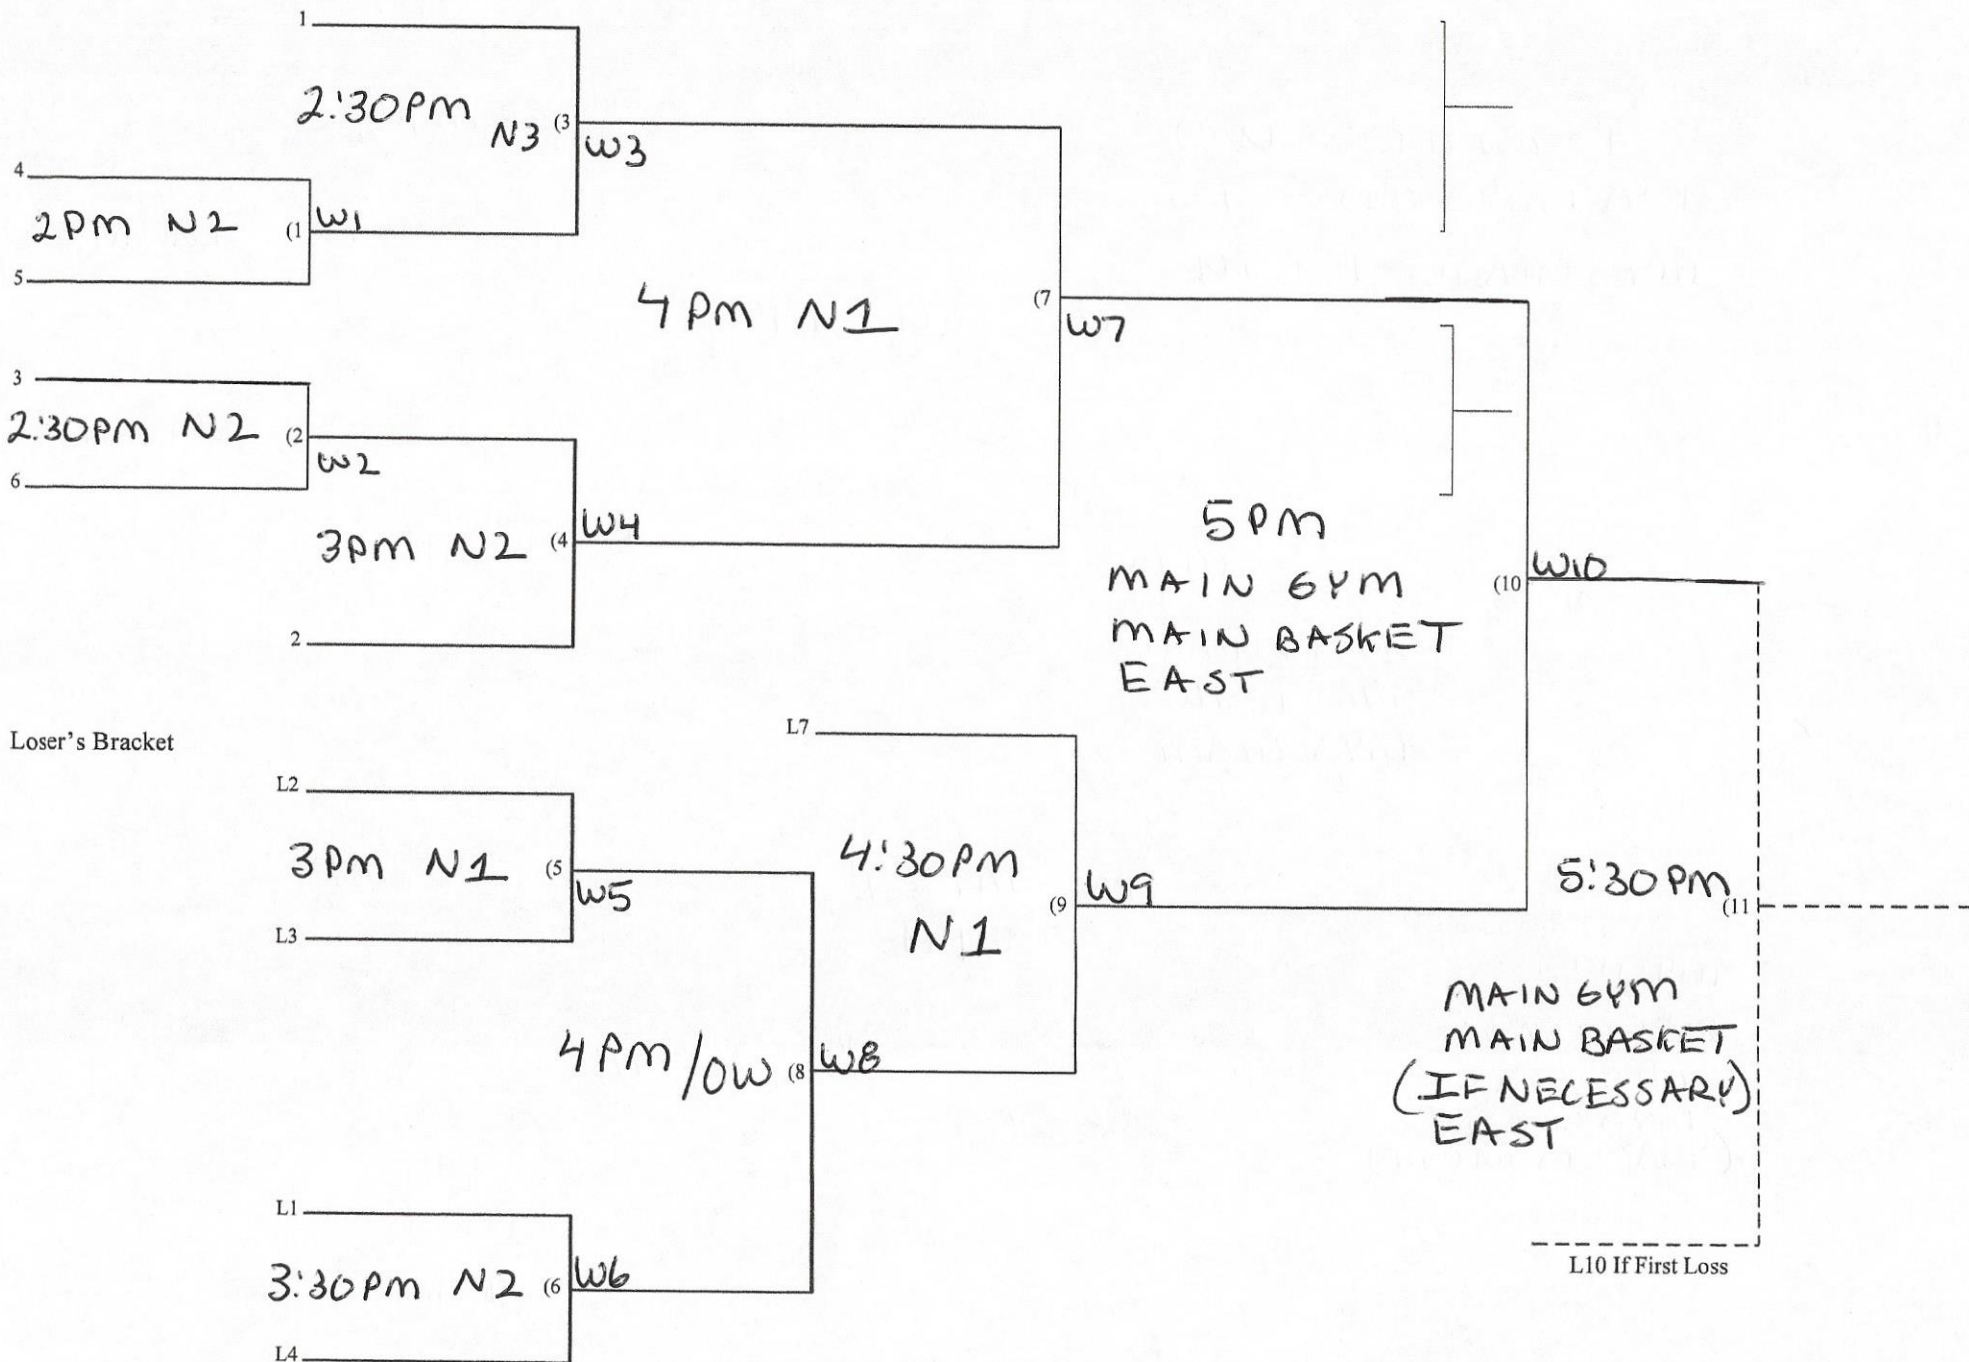 1
2:30PM
N3 (3
W3
4
2PM N2 (1
W1
5
4PM N1 (7
W7
3
2:30PM N2 (2
W2
6
3PM N2 (4
W4
2
5PM
MAIN GYM
MAIN BASKET
EAST
(10
W10
Loser's Bracket
L7
L2
3PM N1 (5
W5
L3
4:30PM
N1
(9
W9
5:30PM
(11
MAIN GYM
MAIN BASKET
(IF NECESSARY)
EAST
4PM/OW (8
W8
L1
3:30PM N2 (6
W6
L4
L10 If First Loss